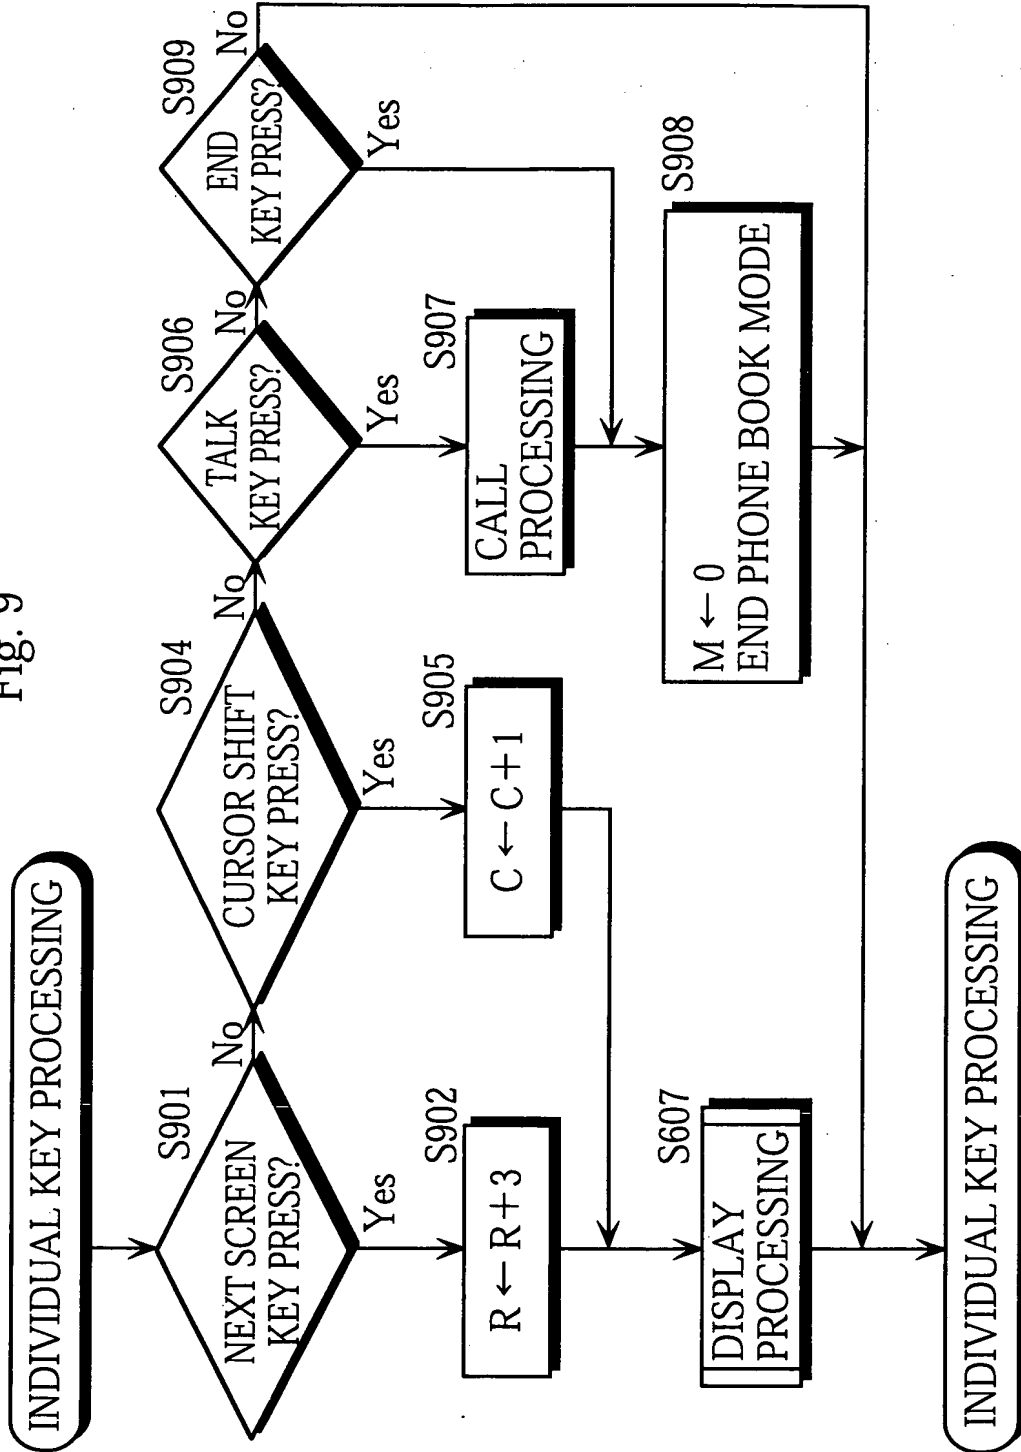 Fig. 9
INDIVIDUAL KEY PROCESSING
S901
NEXT SCREEN
KEY PRESS?
No
Yes
S902
R ← R+3
S607
DISPLAY
PROCESSING
S904
CURSOR SHIFT
KEY PRESS?
No
Yes
S905
C ← C+1
S906
TALK
KEY PRESS?
No
Yes
S907
CALL
PROCESSING
S909
END
KEY PRESS?
No
Yes
S908
M ← 0
END PHONE BOOK MODE
INDIVIDUAL KEY PROCESSING